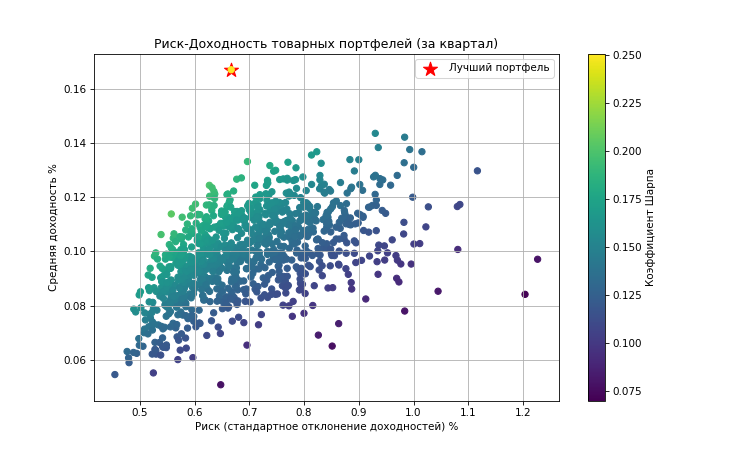 Риск-Доходность товарных портфелей (за квартал)
Лучший портфель
Средняя доходность %
0.16
0.14
0.12
0.10
0.08
0.06
0.5 0.6 0.7 0.8 0.9 1.0 1.1 1.2
Риск (стандартное отклонение доходностей) %
0.250
0.225
0.200
0.175
0.150
0.125
0.100
0.075
Коэффициент Шарпа